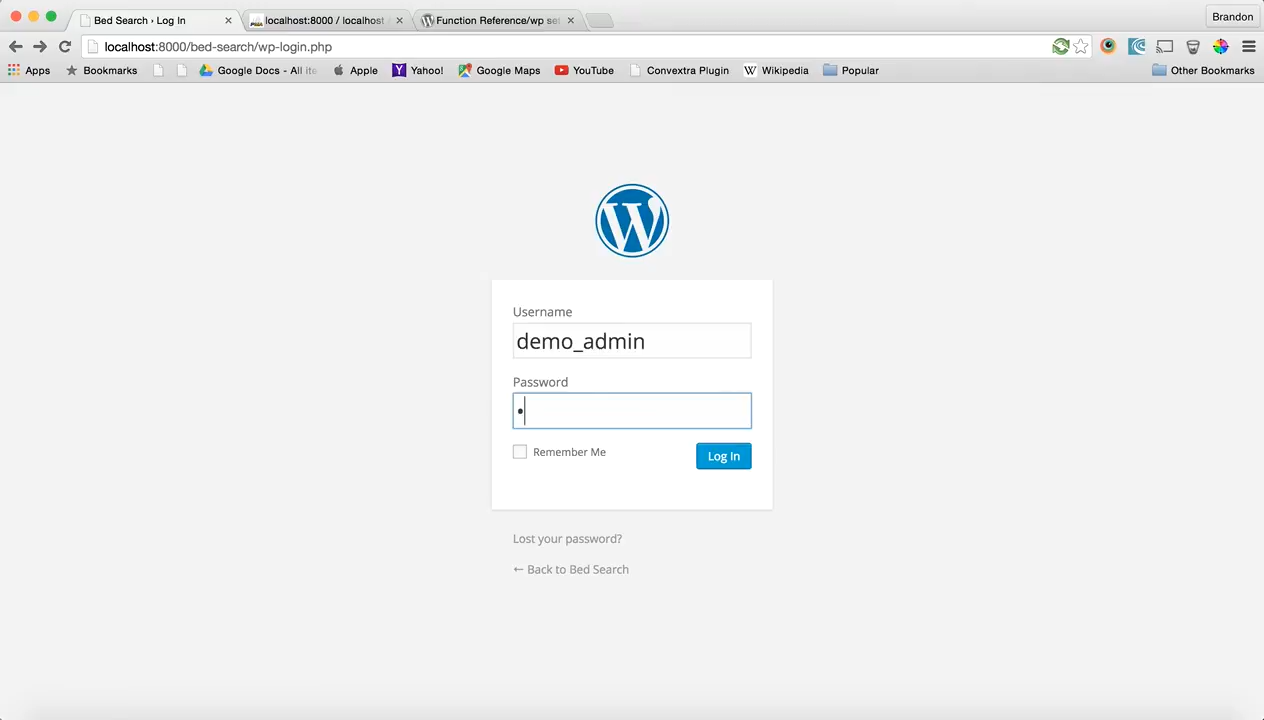 Bed Search › Log In
localhost:8000 / localhost
Function Reference/wp se
Brandon
localhost:8000/bed-search/wp-login.php
Apps
Bookmarks
Google Docs - All ite
Apple
Yahoo!
Google Maps
YouTube
Convextra Plugin
Wikipedia
Popular
Other Bookmarks
Username
demo_admin
Password
Remember Me
Log In
Lost your password?
← Back to Bed Search